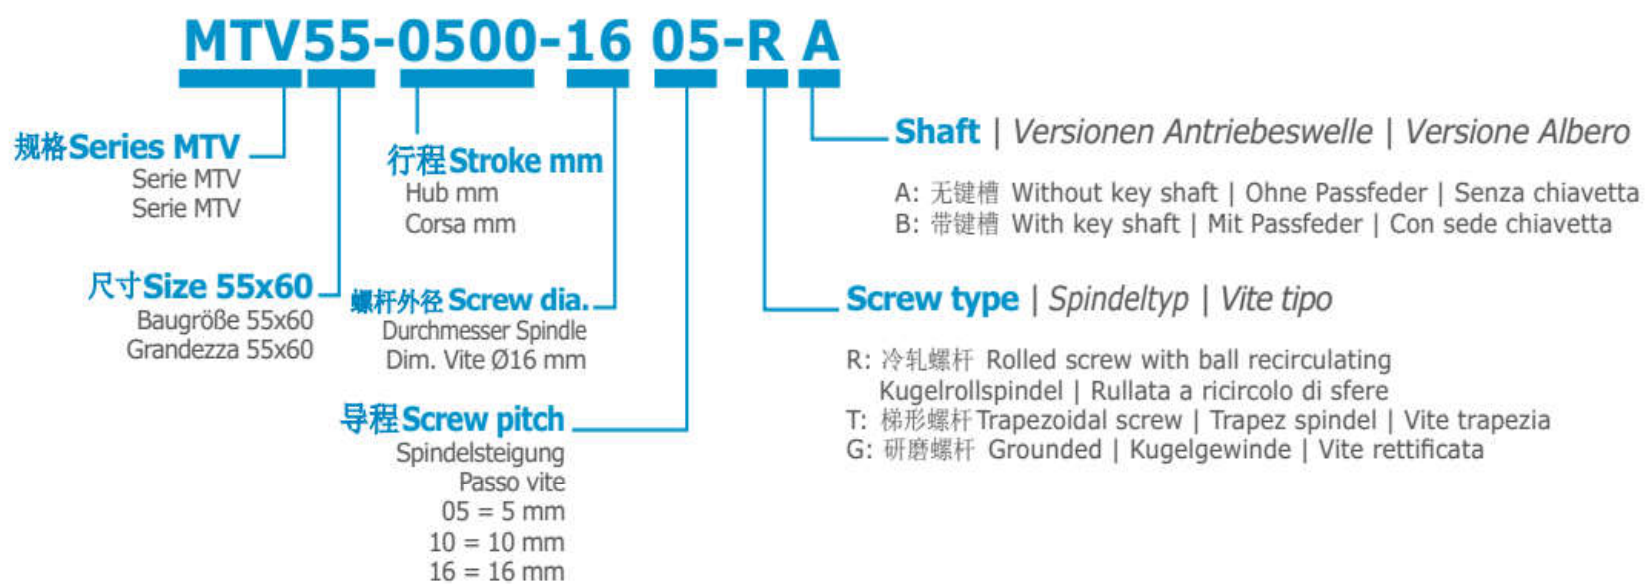 MTV55-0500-16 05-R A
规格Series MTV
Serie MTV
Serie MTV
行程Stroke mm
Hub mm
Corsa mm
尺寸Size 55x60
Baugröße 55x60
Grandezza 55x60
螺杆外径 Screw dia.
Durchmesser Spindle
Dim. Vite Ø16 mm
导程Screw pitch
Spindelsteigung
Passo vite
05 = 5 mm
10 = 10 mm
16 = 16 mm
Shaft | Versionen Antriebeswelle | Versione Albero
A: 无键槽 Without key shaft | Ohne Passfeder | Senza chiavetta
B: 带键槽 With key shaft | Mit Passfeder | Con sede chiavetta
Screw type | Spindeltyp | Vite tipo
R: 冷轧螺杆 Rolled screw with ball recirculating
Kugelrollspindel | Rullata a ricircolo di sfere
T: 梯形螺杆 Trapezoidal screw | Trapez spindel | Vite trapezia
G: 研磨螺杆 Grounded | Kugelgewinde | Vite rettificata